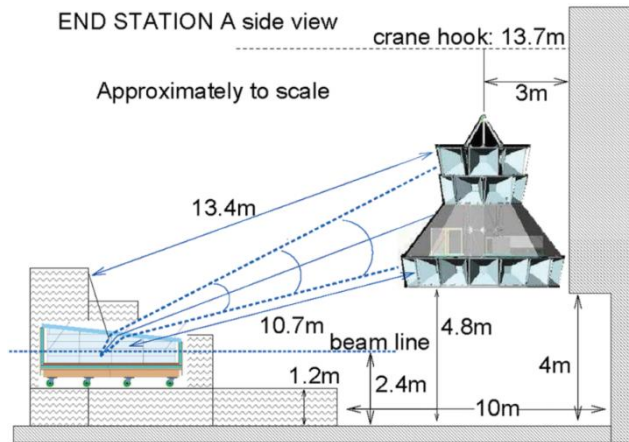 END STATION A side view
crane hook: 13.7m
Approximately to scale
3m
13.4m
10.7m
beam line
4.8m
1.2m
2.4m
4m
10m